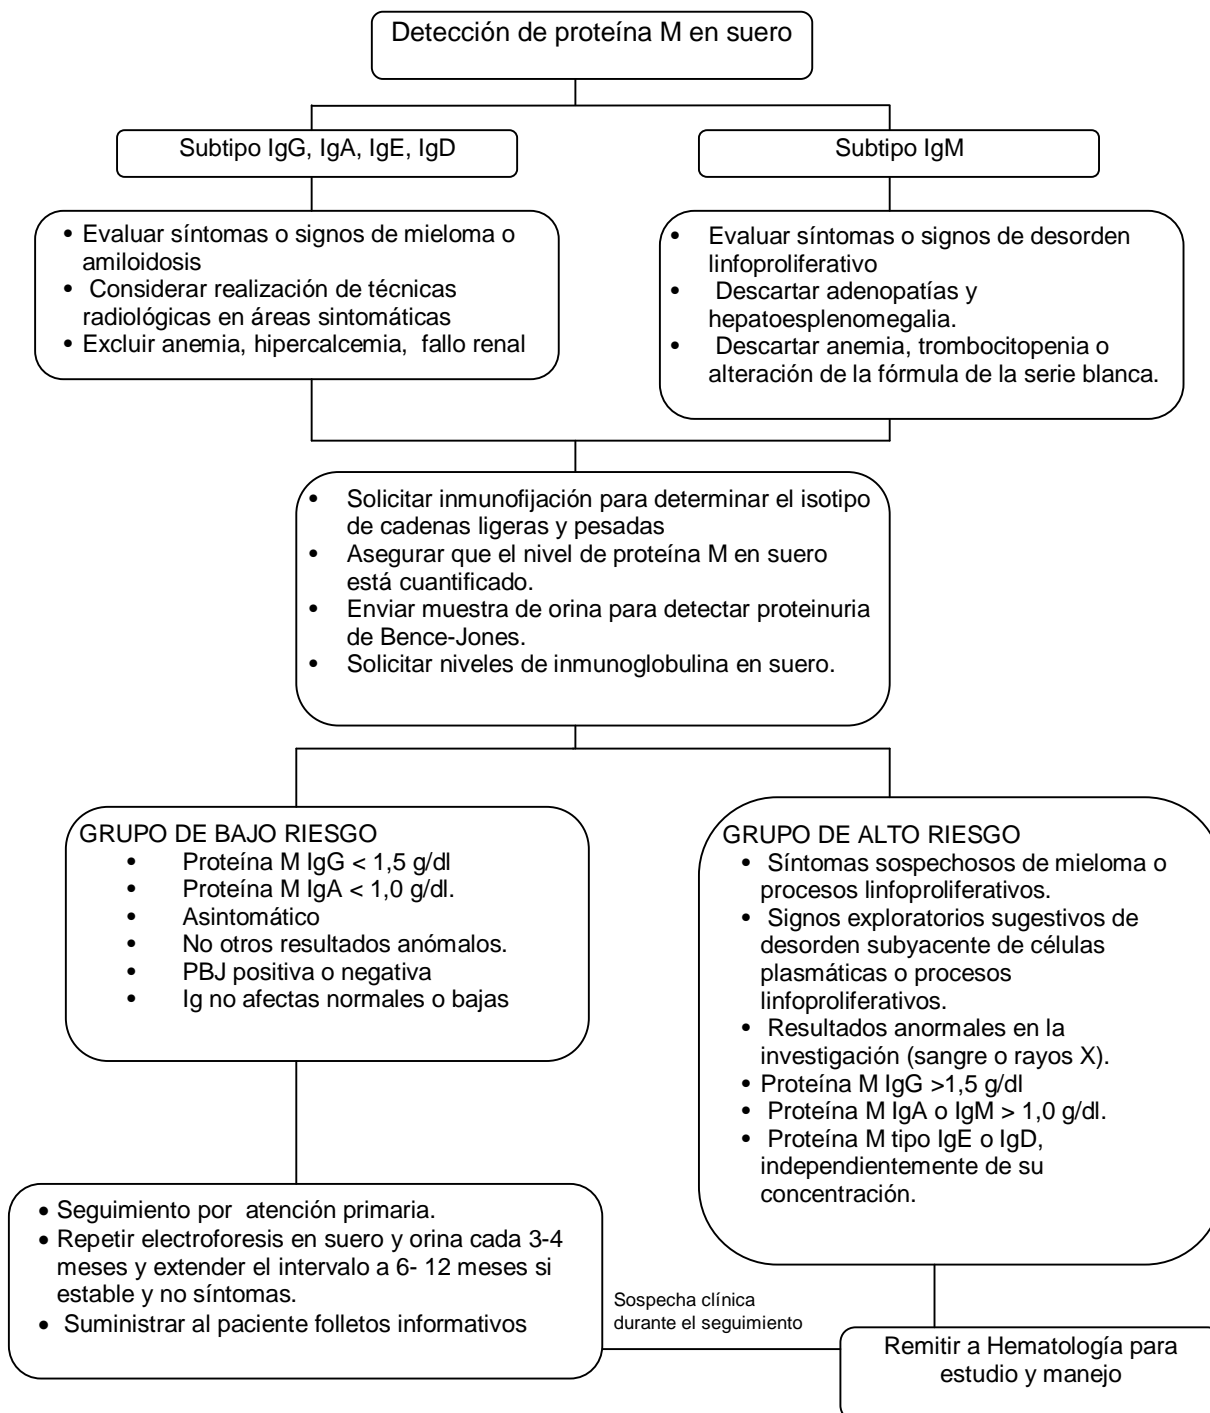 Detección de proteína M en suero
Subtipo IgG, IgA, IgE, IgD
Subtipo IgM
• Evaluar síntomas o signos de mieloma o
amiloidosis
• Considerar realización de técnicas
radiológicas en áreas sintomáticas
• Excluir anemia, hipercalcemia, fallo renal
• Evaluar síntomas o signos de desorden
linfoproliferativo
• Descartar adenopatías y
hepatoesplenomegalia.
• Descartar anemia, trombocitopenia o
alteración de la fórmula de la serie blanca.
• Solicitar inmunofijación para determinar el isotipo
de cadenas ligeras y pesadas
• Asegurar que el nivel de proteína M en suero
está cuantificado.
• Enviar muestra de orina para detectar proteinuria
de Bence-Jones.
• Solicitar niveles de inmunoglobulina en suero.
GRUPO DE BAJO RIESGO
• Proteína M IgG < 1,5 g/dl
• Proteína M IgA < 1,0 g/dl.
• Asintomático
• No otros resultados anómalos.
• PBJ positiva o negativa
• Ig no afectas normales o bajas
GRUPO DE ALTO RIESGO
• Síntomas sospechosos de mieloma o
procesos linfoproliferativos.
• Signos exploratorios sugestivos de
desorden subyacente de células
plasmáticas o procesos
linfoproliferativos.
• Resultados anormales en la
investigación (sangre o rayos X).
• Proteína M IgG >1,5 g/dl
• Proteína M IgA o IgM > 1,0 g/dl.
• Proteína M tipo IgE o IgD,
independientemente de su
concentración.
• Seguimiento por atención primaria.
• Repetir electroforesis en suero y orina cada 3-4
meses y extender el intervalo a 6- 12 meses si
estable y no síntomas.
• Suministrar al paciente folletos informativos
Sospecha clínica
durante el seguimiento
Remitir a Hematología para
estudio y manejo